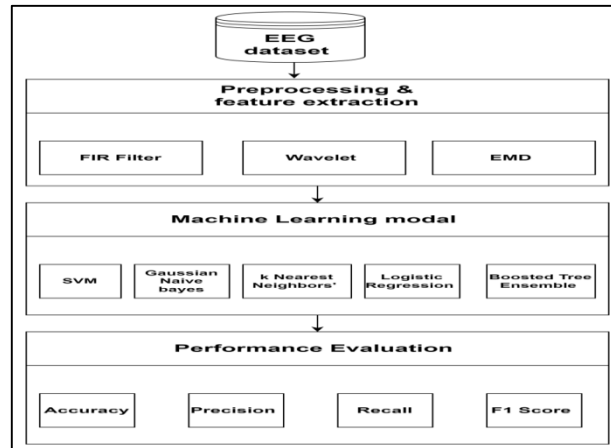 EEG
dataset
Preprocessing &
feature extraction
FIR Filter
Wavelet
EMD
Machine Learning modal
SVM
Gaussian
Naive
bayes
k Nearest
Neighbors'
Logistic
Regression
Boosted Tree
Ensemble
Performance Evaluation
Accuracy
Precision
Recall
F1 Score